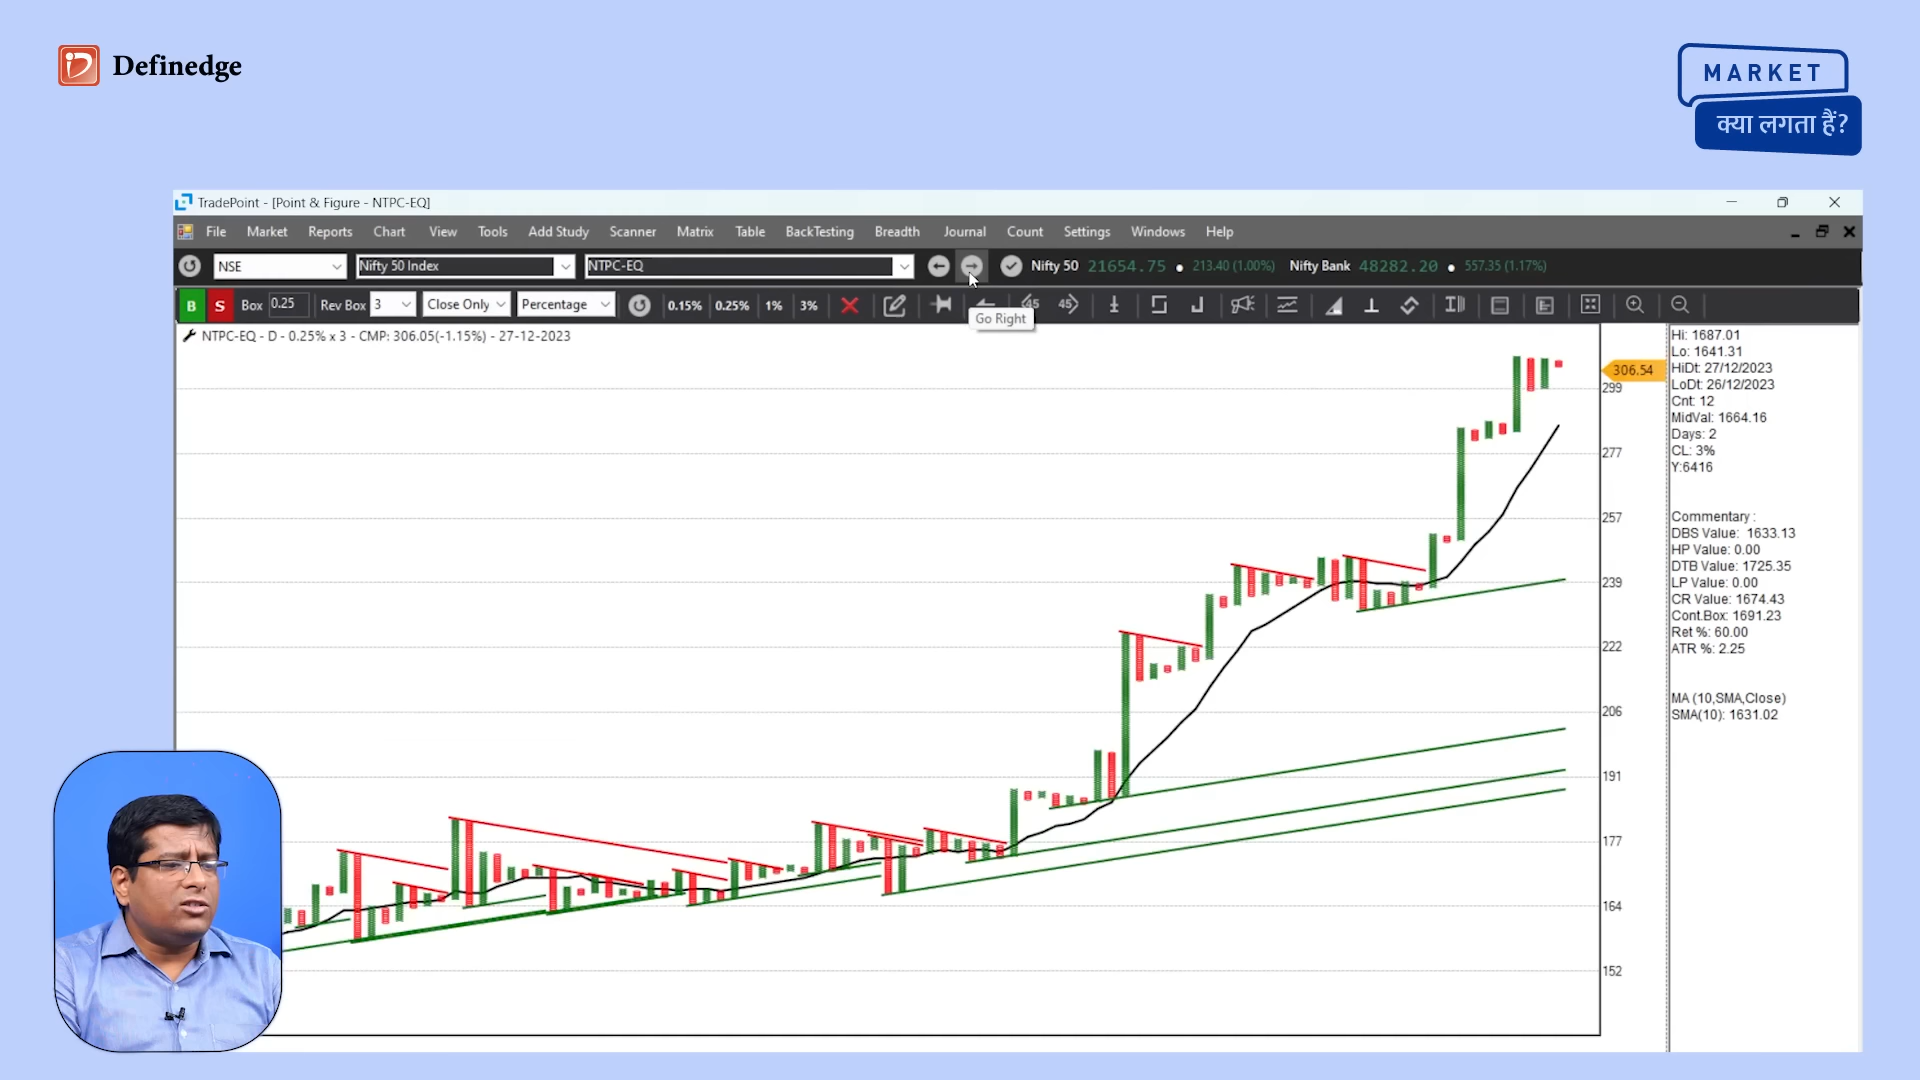 Definedge
MARKET
क्या लगता हैं?
TradePoint - [Point & Figure - NTPC-EQ]
File Market Reports Chart View Tools Add Study Scanner Matrix Table BackTesting Breadth Journal Count Settings Windows Help
NSE Nifty 50 Index NTPC-EQ Nifty 50 21654.75 213.40 (1.00%) Nifty Bank 48282.20 557.35 (1.17%)
B S Box 0.25 Rev Box 3 Close Only Percentage 0.15% 0.25% 1% 3% 45 45
Go Right
NTPC-EQ - D - 0.25% x 3 - CMP: 306.05(-1.15%) - 27-12-2023
306.54
299
277
257
239
222
206
191
177
164
152
Hi: 1687.01
Lo: 1641.31
HiDt: 27/12/2023
LoDt: 26/12/2023
Cnt: 12
MidVal: 1664.16
Days: 2
CL: 3%
Y:6416
Commentary :
DBS Value: 1633.13
HP Value: 0.00
DTB Value: 1725.35
LP Value: 0.00
CR Value: 1674.43
Cont.Box: 1691.23
Ret %: 60.00
ATR %: 2.25
MA (10,SMA,Close)
SMA(10): 1631.02